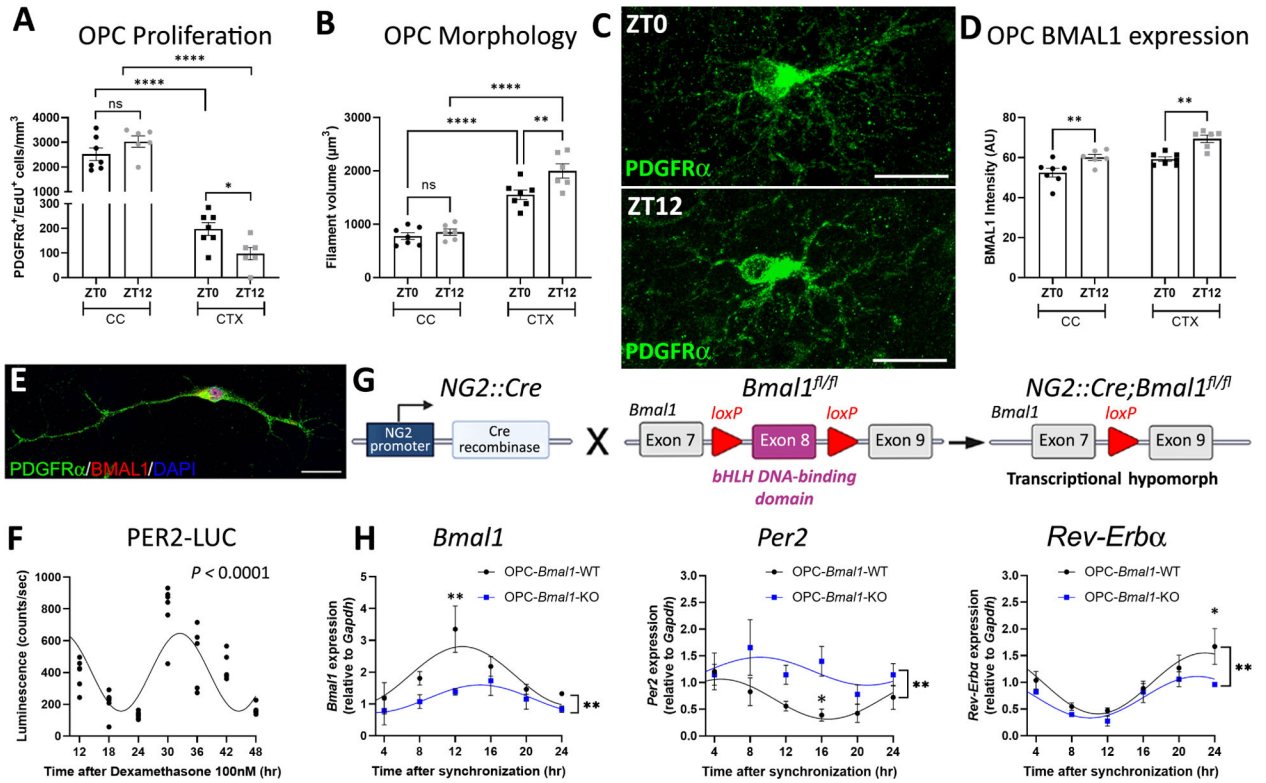 A
OPC Proliferation
****
****
ns
*
PDGFRα⁺/EdU⁺ cells/mm³
4000
3000
2000
1000
200
100
0
ZT0 ZT12 ZT0 ZT12
CC CTX
B
OPC Morphology
****
****
**
ns
Filament volume (µm³)
3000
2000
1000
0
ZT0 ZT12 ZT0 ZT12
CC CTX
C
ZT0
PDGFRα
ZT12
PDGFRα
D
OPC BMAL1 expression
**
**
BMAL1 Intensity (AU)
80
60
40
20
0
ZT0 ZT12 ZT0 ZT12
CC CTX
E
PDGFRα/BMAL1/DAPI
G
NG2::Cre
NG2 promoter
Cre recombinase
X
Bmal1fl/fl
Bmal1
loxP
loxP
Exon 7
Exon 8
Exon 9
bHLH DNA-binding
domain
NG2::Cre;Bmal1fl/fl
Bmal1
loxP
Exon 7
Exon 9
Transcriptional hypomorph
F
PER2-LUC
P < 0.0001
Luminescence (counts/sec)
1000
800
600
400
200
0
12 18 24 30 36 42 48
Time after Dexamethasone 100nM (hr)
H
Bmal1
OPC-Bmal1-WT
OPC-Bmal1-KO
**
**
Bmal1 expression
(relative to Gapdh)
5
4
3
2
1
0
4 8 12 16 20 24
Time after synchronization (hr)
Per2
OPC-Bmal1-WT
OPC-Bmal1-KO
*
**
Per2 expression
(relative to Gapdh)
3.0
2.5
2.0
1.5
1.0
0.5
0.0
4 8 12 16 20 24
Time after synchronization (hr)
Rev-Erbα
OPC-Bmal1-WT
OPC-Bmal1-KO
*
**
Rev-Erbα expression
(relative to Gapdh)
3.0
2.5
2.0
1.5
1.0
0.5
0.0
4 8 12 16 20 24
Time after synchronization (hr)